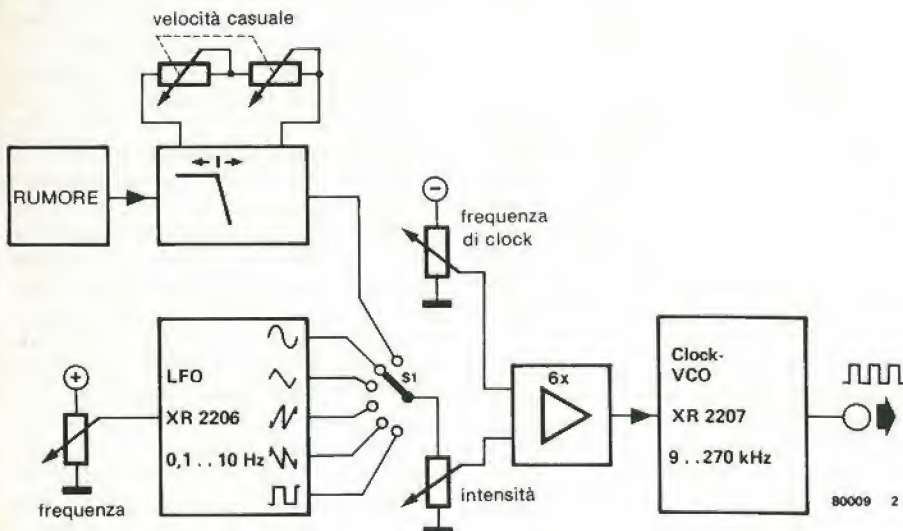 velocità casuale
RUMORE
frequenza
di clock
LFO
XR 2206
0,1 . . 10 Hz
S1
6x
Clock-
VCO
XR 2207
9 . . 270 kHz
frequenza
intensità
80009 2